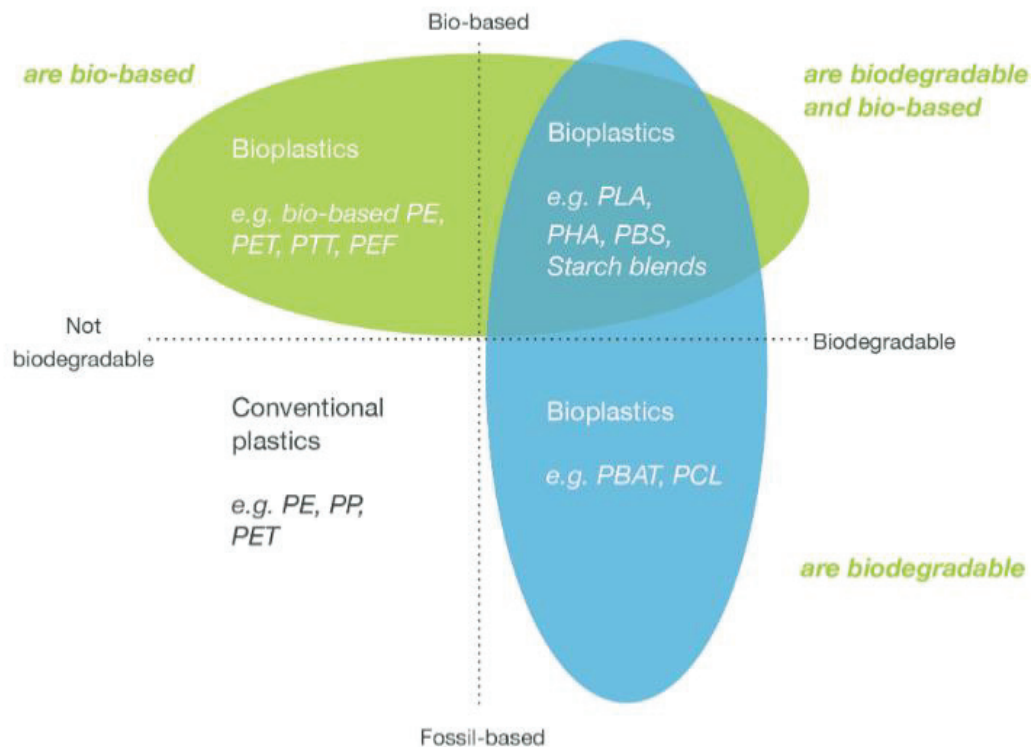 Bio-based
are bio-based
are biodegradable
and bio-based
Bioplastics
e.g. bio-based PE,
PET, PTT, PEF
Bioplastics
e.g. PLA,
PHA, PBS,
Starch blends
Not
biodegradable
Biodegradable
Conventional
plastics
e.g. PE, PP,
PET
Bioplastics
e.g. PBAT, PCL
are biodegradable
Fossil-based